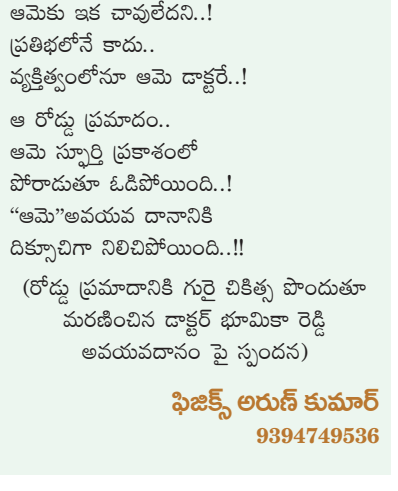 ఆమెకు ఇక చావులేదని..!
ప్రతిభలోనే కాదు..
వ్యక్తిత్వంలోనూ ఆమె డాక్టరే..!
ఆ రోడ్డు ప్రమాదం..
ఆమె స్ఫూర్తి ప్రకాశంలో
పోరాడుతూ ఓడిపోయింది..!
“ఆమె”అవయవ దానానికి
దిక్సూచిగా నిలిచిపోయింది..!!
(రోడ్డు ప్రమాదానికి గురై చికిత్స పొందుతూ
మరణించిన డాక్టర్ భూమికా రెడ్డి
అవయవదానం పై స్పందన)
ఫిజిక్స్ అరుణ్ కుమార్
9394749536